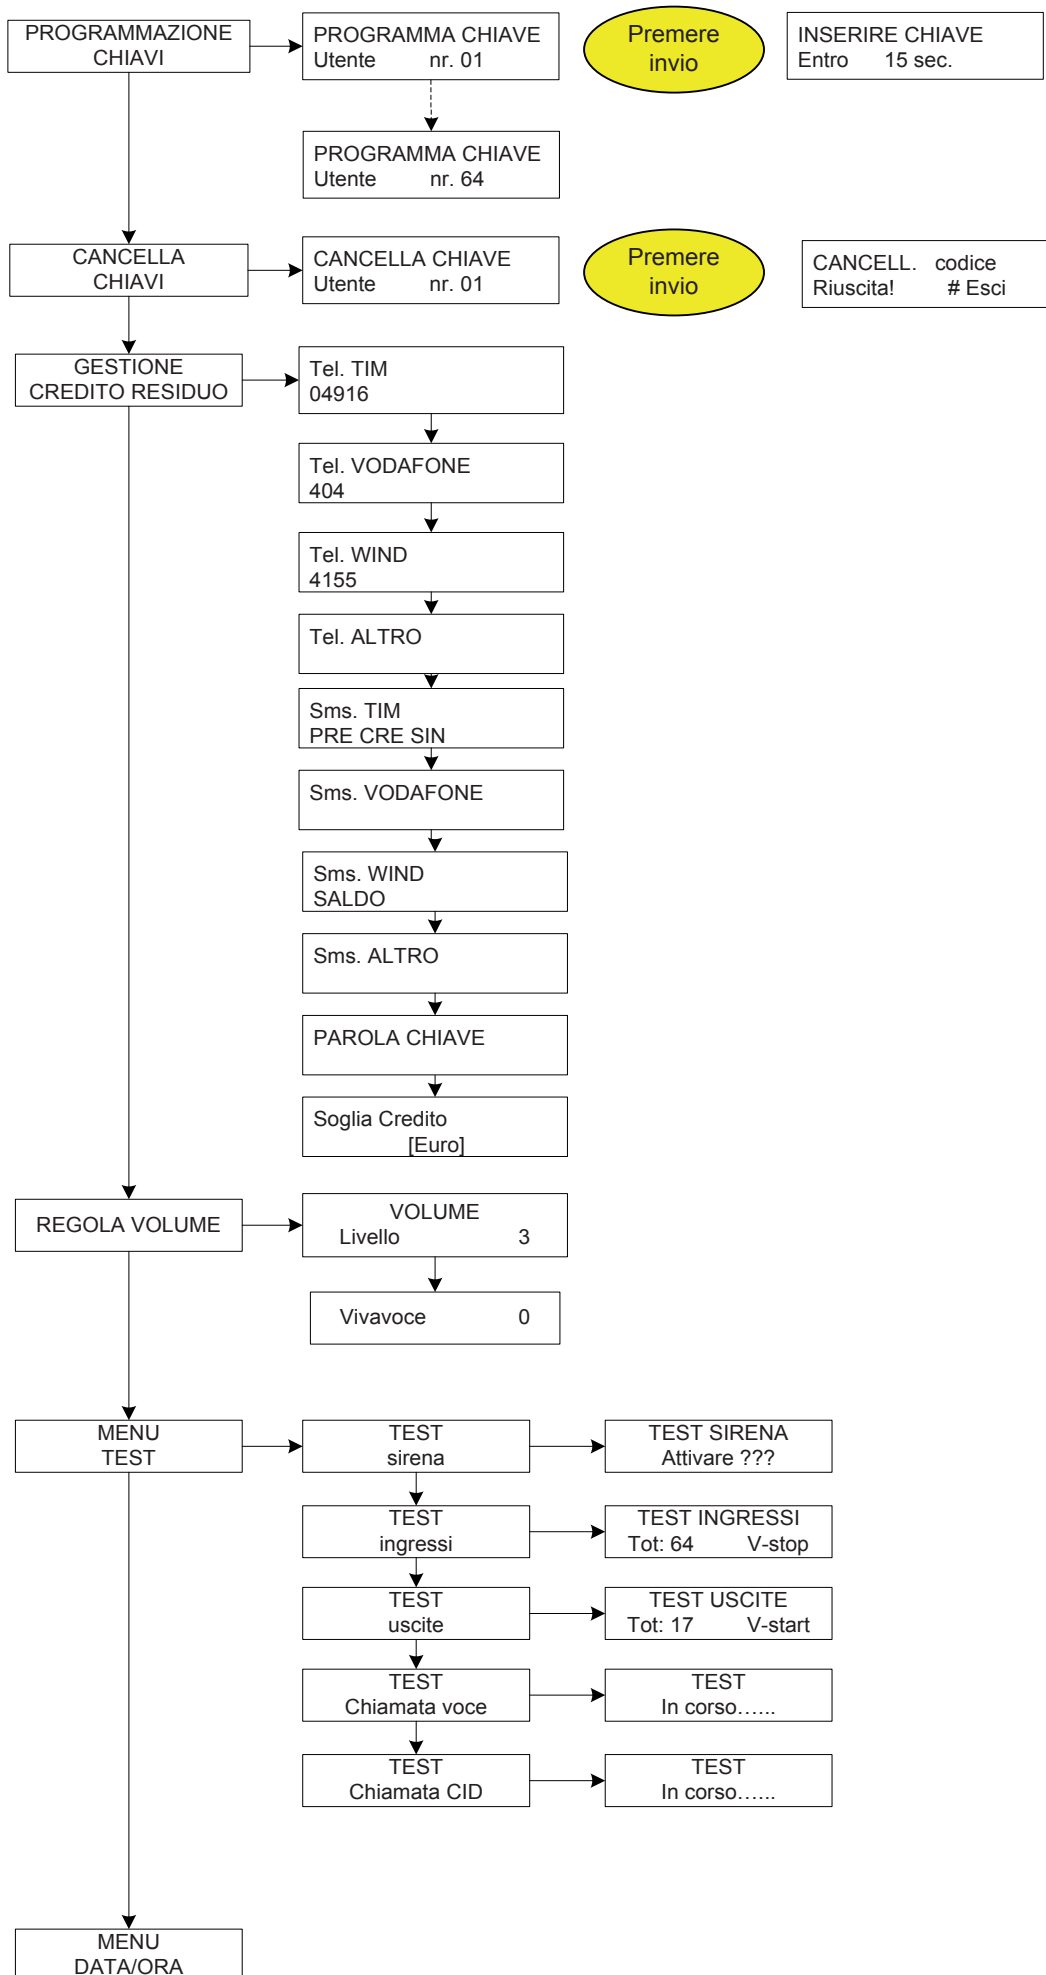 PROGRAMMAZIONE
CHIAVI
PROGRAMMA CHIAVE
Utente nr. 01
Premere
invio
INSERIRE CHIAVE
Entro 15 sec.
PROGRAMMA CHIAVE
Utente nr. 64
CANCELLA
CHIAVI
CANCELLA CHIAVE
Utente nr. 01
Premere
invio
CANCELL. codice
Riuscita! # Esci
GESTIONE
CREDITO RESIDUO
Tel. TIM
04916
Tel. VODAFONE
404
Tel. WIND
4155
Tel. ALTRO
Sms. TIM
PRE CRE SIN
Sms. VODAFONE
Sms. WIND
SALDO
Sms. ALTRO
PAROLA CHIAVE
Soglia Credito
[Euro]
REGOLA VOLUME
VOLUME
Livello 3
Vivavoce 0
MENU
TEST
TEST
sirena
TEST SIRENA
Attivare ???
TEST
ingressi
TEST INGRESSI
Tot: 64 V-stop
TEST
uscite
TEST USCITE
Tot: 17 V-start
TEST
Chiamata voce
TEST
In corso…...
TEST
Chiamata CID
TEST
In corso…...
MENU
DATA/ORA